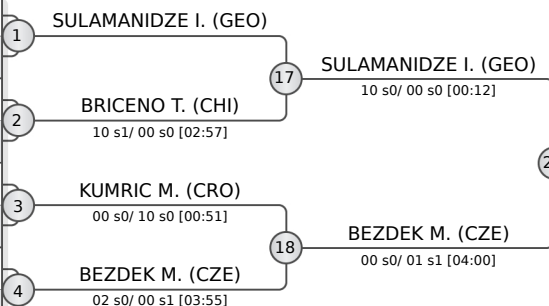 SULAMANIDZE I. (GEO)
1
17
SULAMANIDZE I. (GEO)
10 s0/ 00 s0 [00:12]
BRICENO T. (CHI)
2
10 s1/ 00 s0 [02:57]
2
KUMRIC M. (CRO)
3
00 s0/ 10 s0 [00:51]
18
BEZDEK M. (CZE)
00 s0/ 01 s1 [04:00]
BEZDEK M. (CZE)
4
02 s0/ 00 s1 [03:55]